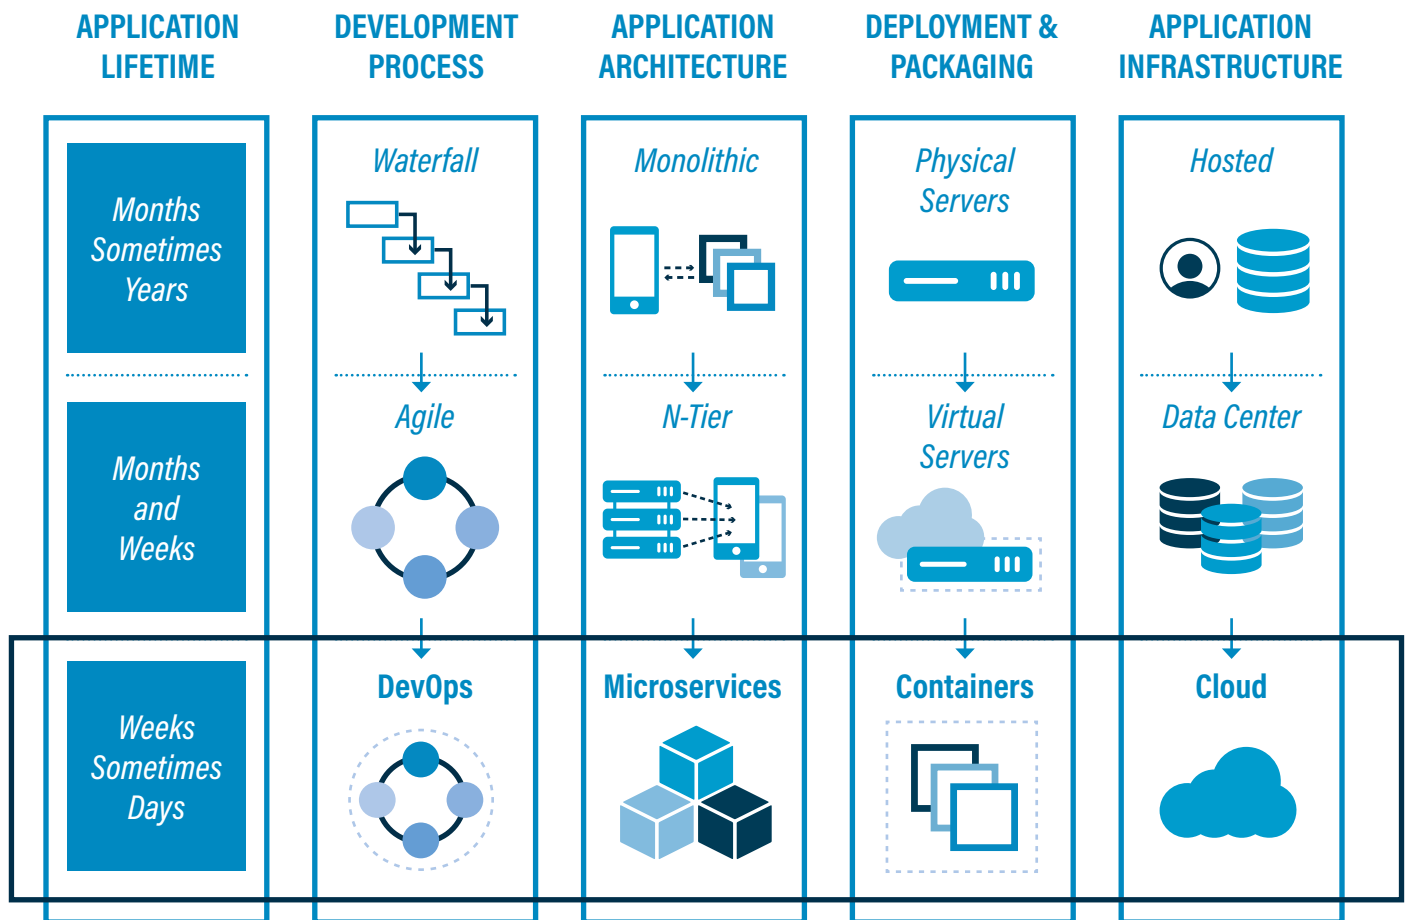 APPLICATION
LIFETIME
DEVELOPMENT
PROCESS
APPLICATION
ARCHITECTURE
DEPLOYMENT &
PACKAGING
APPLICATION
INFRASTRUCTURE
Months
Sometimes
Years
Waterfall
Monolithic
Physical
Servers
Hosted
Months
and
Weeks
Agile
N-Tier
Virtual
Servers
Data Center
Weeks
Sometimes
Days
DevOps
Microservices
Containers
Cloud